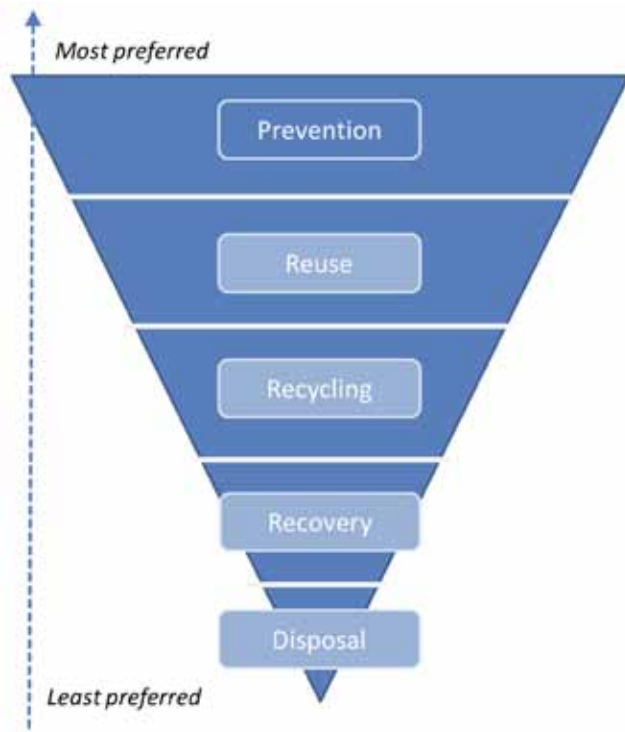 Most preferred
Prevention
Reuse
Recycling
Recovery
Disposal
Least preferred